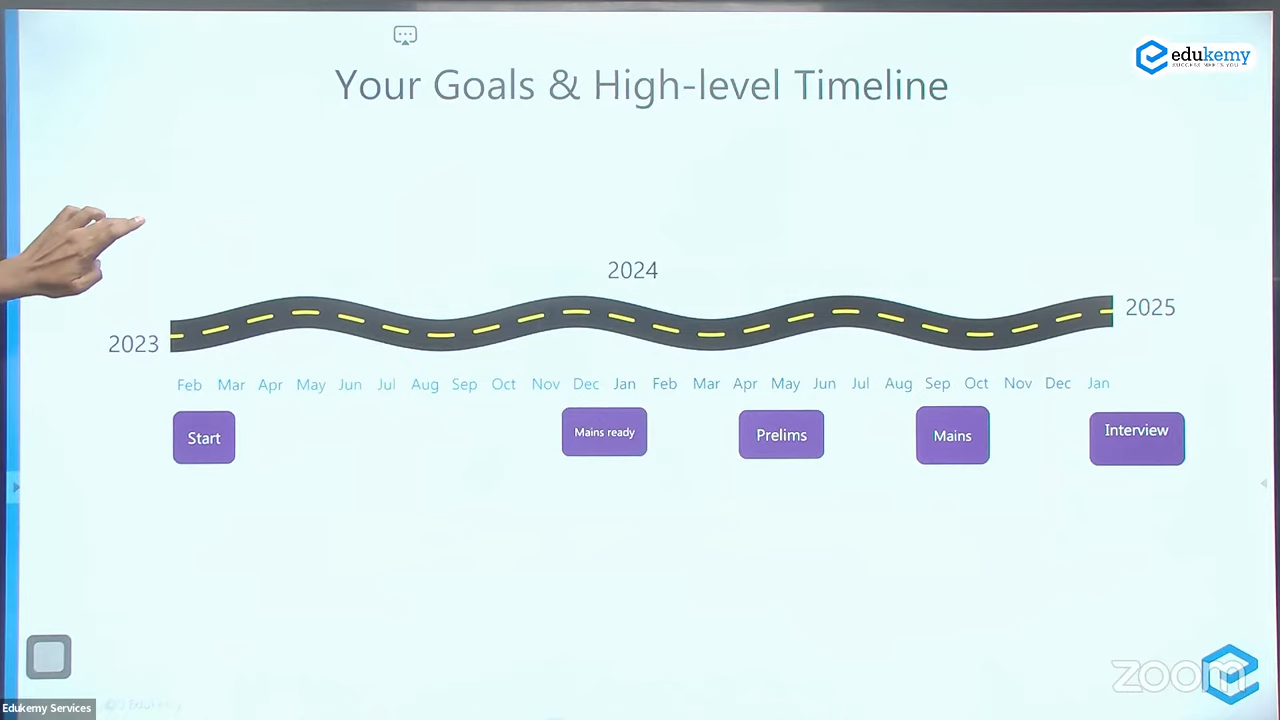 edukemy
Your Goals & High-level Timeline
2024
2025
2023
Feb Mar Apr May Jun Jul Aug Sep Oct Nov Dec Jan Feb Mar Apr May Jun Jul Aug Sep Oct Nov Dec Jan
Start
Mains ready
Prelims
Mains
Interview
zoom
Edukemy Services
Edukemy